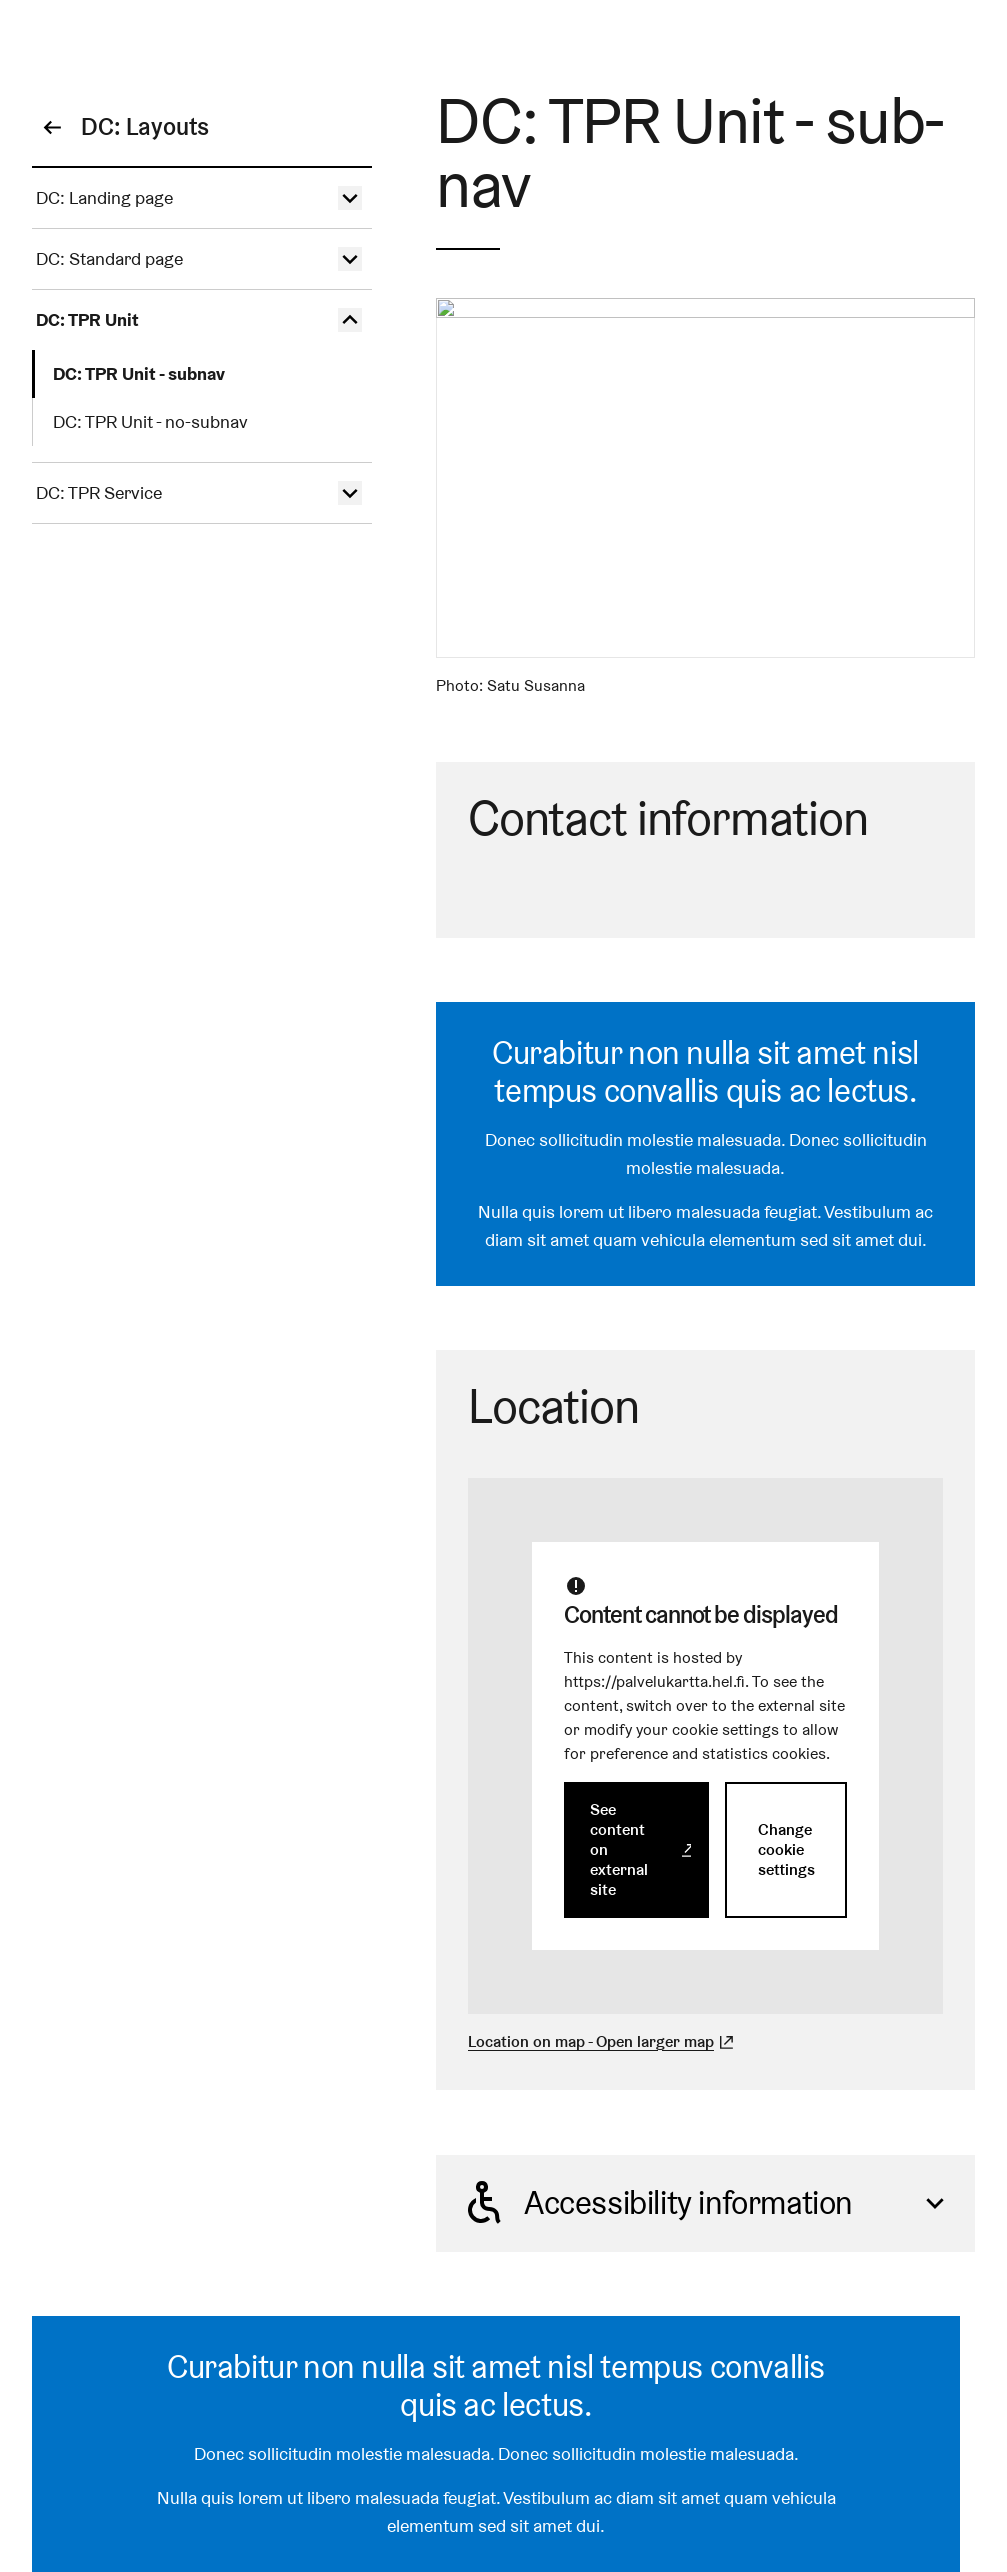 DC: Layouts
DC: Landing page
DC: Standard page
DC: TPR Unit
DC: TPR Unit - subnav
DC: TPR Unit - no-subnav
DC: TPR Service
DC: TPR Unit - sub-
nav
Photo: Satu Susanna
Contact information
Curabitur non nulla sit amet nisl
tempus convallis quis ac lectus.
Donec sollicitudin molestie malesuada. Donec sollicitudin
molestie malesuada.
Nulla quis lorem ut libero malesuada feugiat. Vestibulum ac
diam sit amet quam vehicula elementum sed sit amet dui.
Location
Content cannot be displayed
This content is hosted by
https://palvelukartta.hel.fi. To see the
content, switch over to the external site
or modify your cookie settings to allow
for preference and statistics cookies.
See
content
on
external
site
Change
cookie
settings
Location on map - Open larger map
Accessibility information
Curabitur non nulla sit amet nisl tempus convallis
quis ac lectus.
Donec sollicitudin molestie malesuada. Donec sollicitudin molestie malesuada.
Nulla quis lorem ut libero malesuada feugiat. Vestibulum ac diam sit amet quam vehicula
elementum sed sit amet dui.